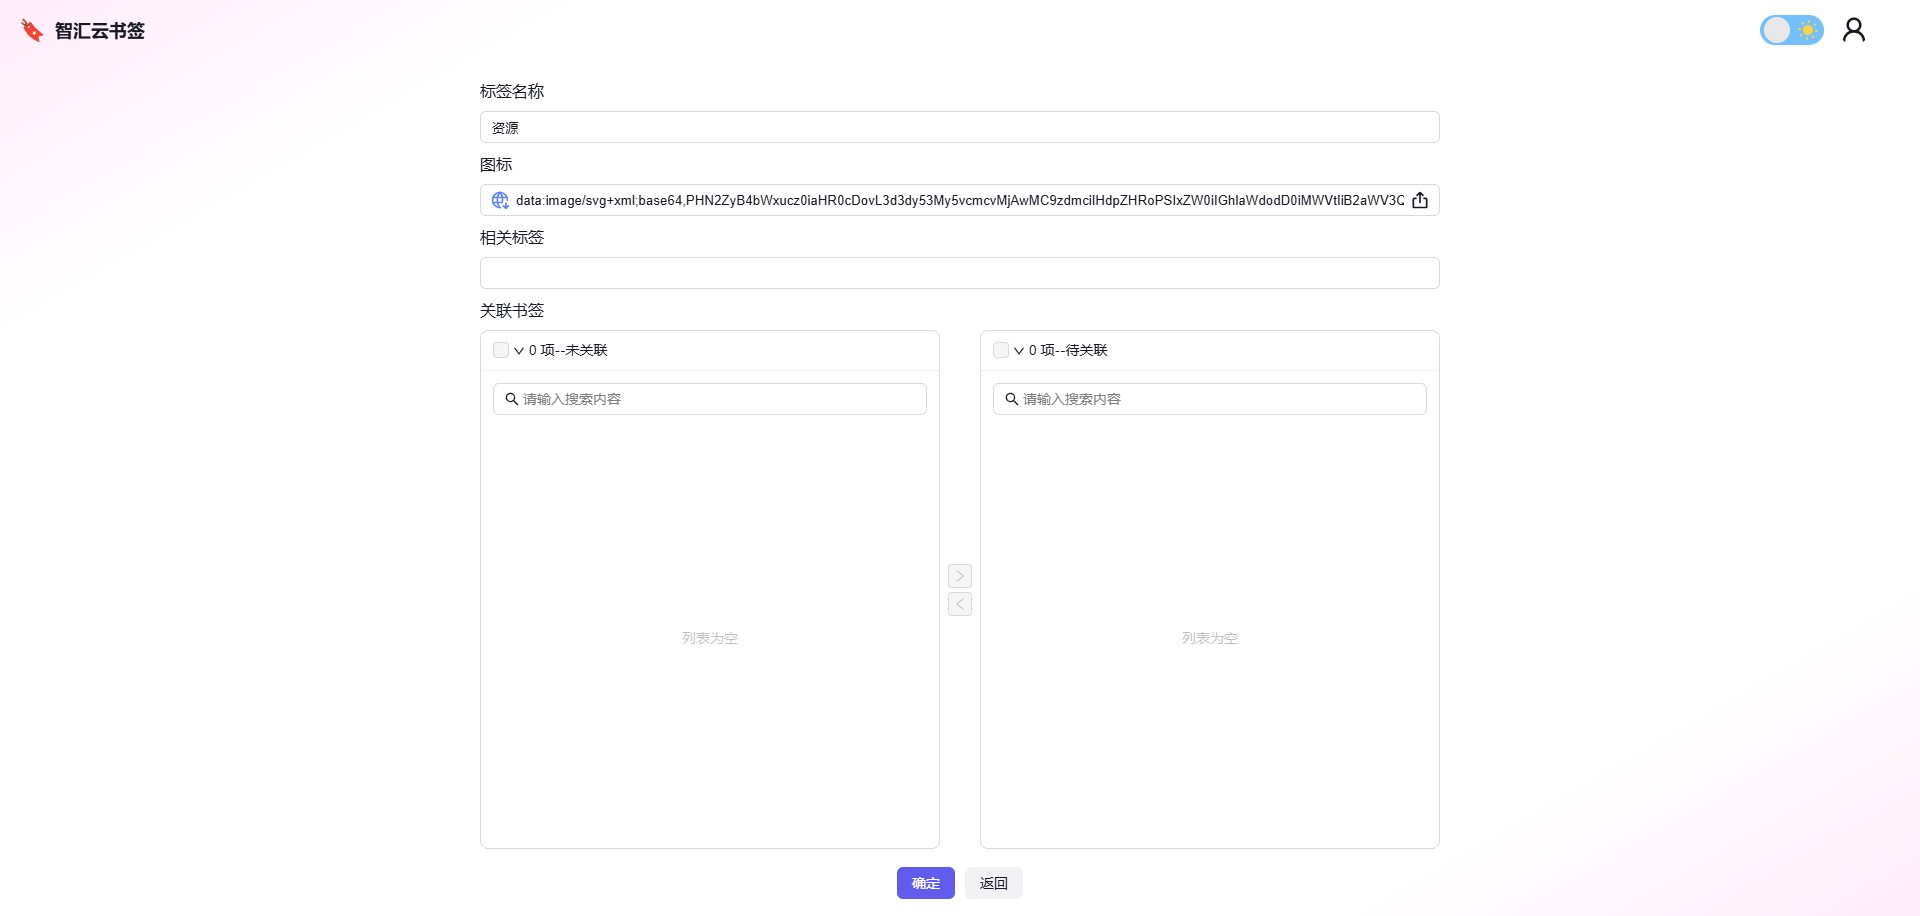 智汇云书签
标签名称
资源
图标
data:image/svg+xml;base64,PHN2ZyB4bWxucz0iaHR0cDovL3d3dy53My5vcmcvMjAwMC9zdmciIHdpZHRoPSIxZW0iIGhlaWdodD0iMWVtIiB2aWV3Q
相关标签
关联书签
0 项--未关联
请输入搜索内容
列表为空
0 项--待关联
请输入搜索内容
列表为空
确定
返回